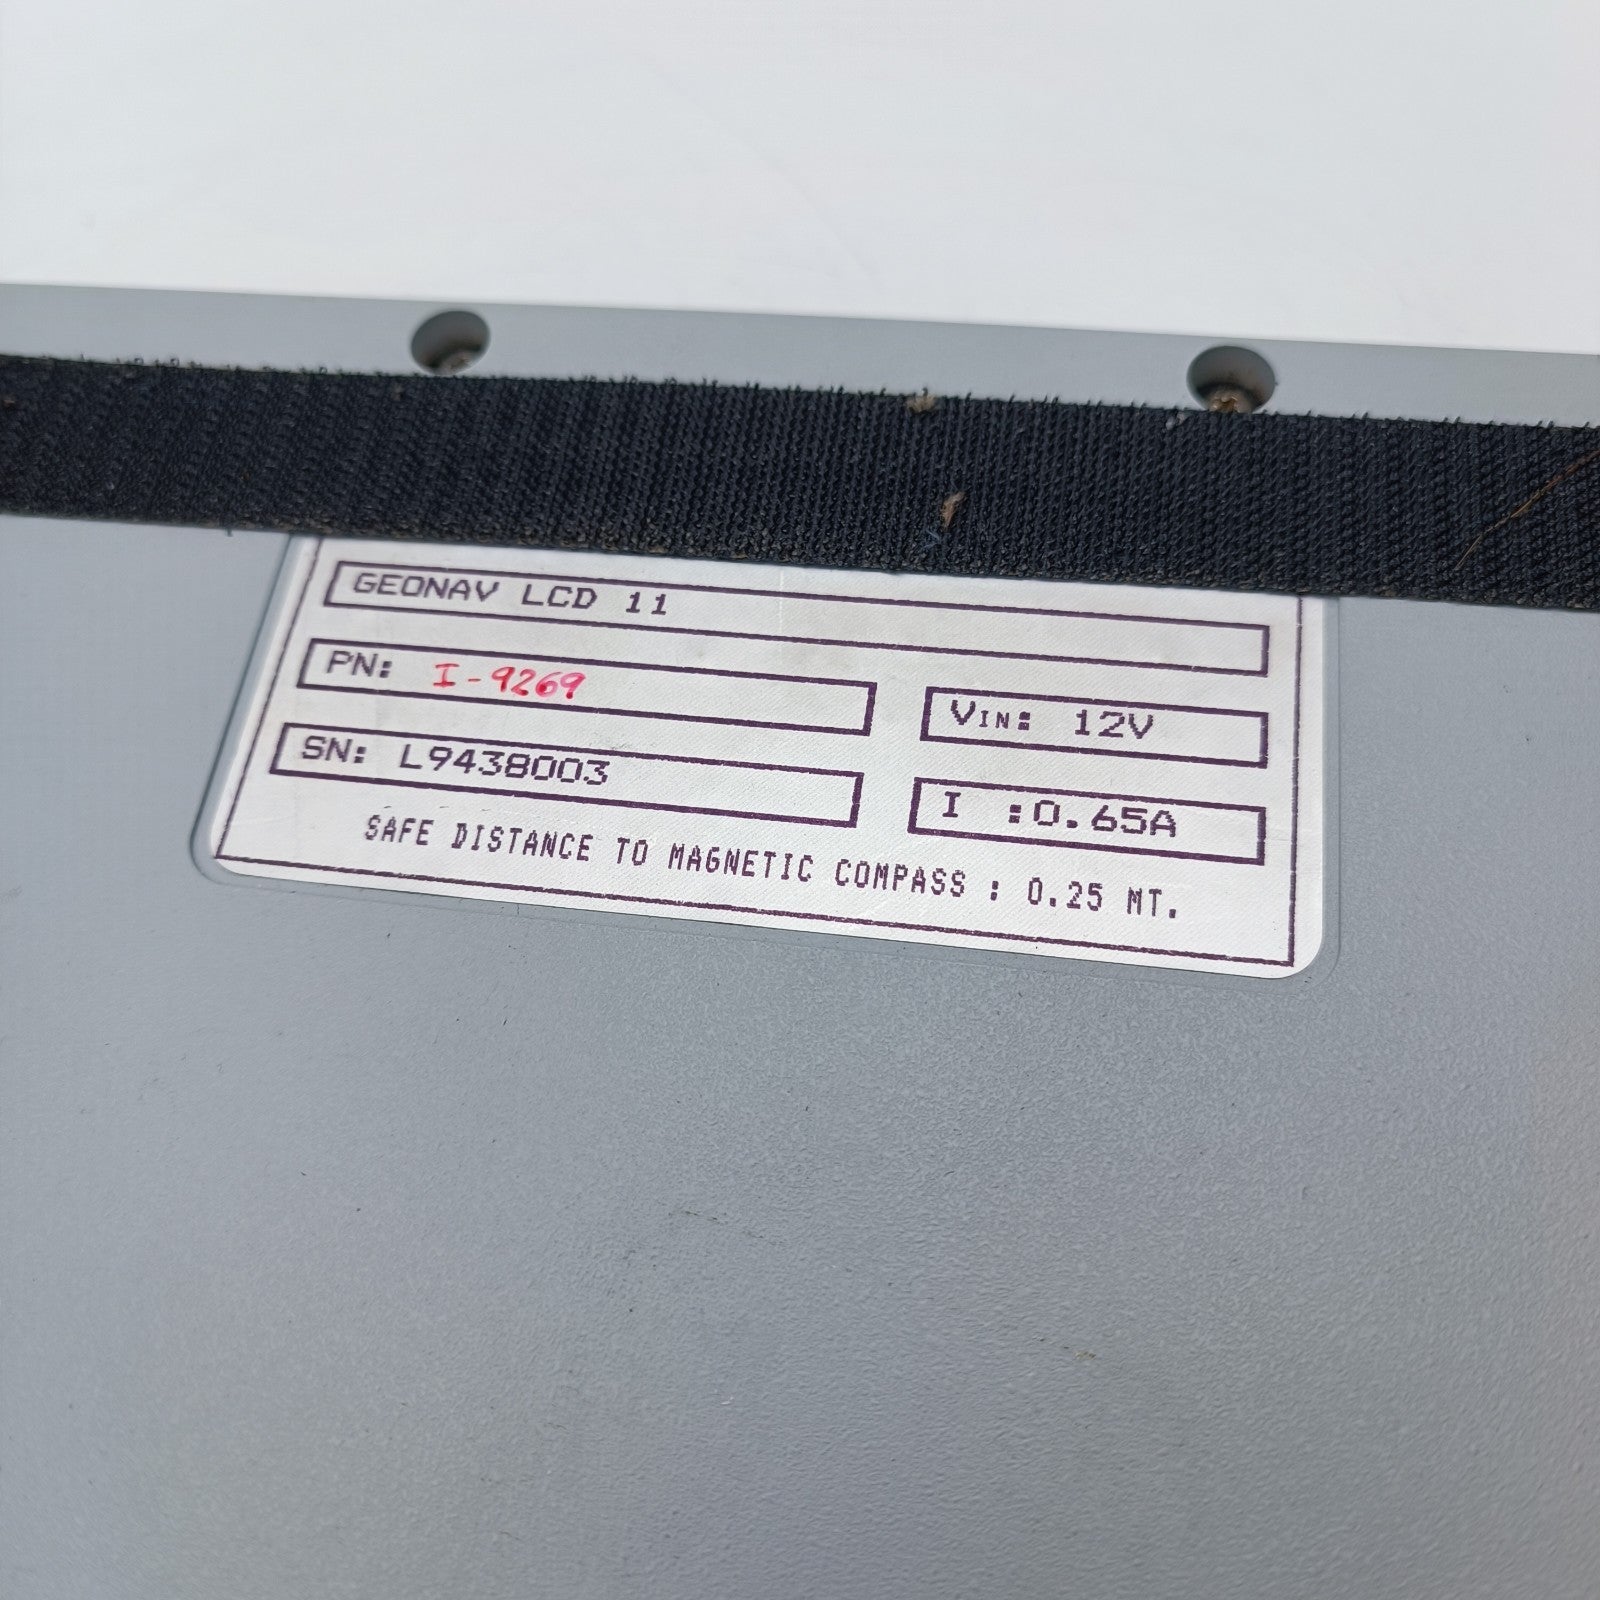 GEONAV LCD 11
PN: I-9269
VIN: 12V
SN: L9438003
I :0.65A
SAFE DISTANCE TO MAGNETIC COMPASS : 0.25 MT.